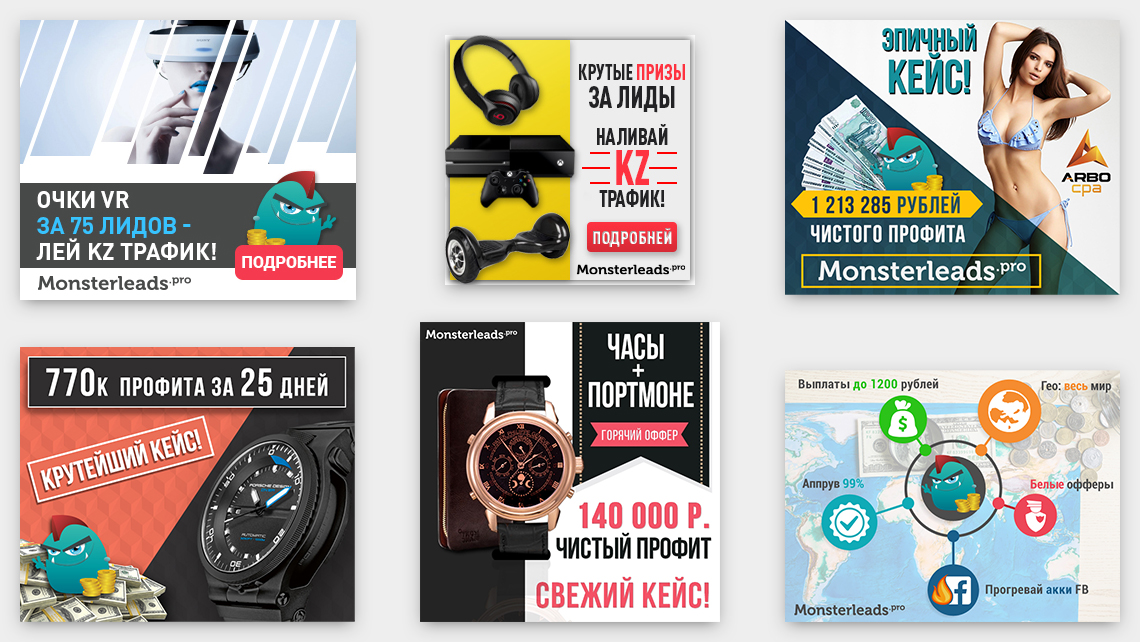 ОЧКИ VR
ЗА 75 ЛИДОВ -
ЛЕЙ KZ ТРАФИК!
ПОДРОБНЕЕ
Monsterleads.pro
КРУТЫЕ ПРИЗЫ
ЗА ЛИДЫ
НАЛИВАЙ
KZ
ТРАФИК!
ПОДРОБНЕЙ
Monsterleads.pro
ЭПИЧНЫЙ
КЕЙС!
ARBO
cpa
1 213 285 РУБЛЕЙ
ЧИСТОГО ПРОФИТА
Monsterleads.pro
770к ПРОФИТА ЗА 25 ДНЕЙ
КРУТЕЙШИЙ КЕЙС!
PORSCHE DESIGN
AUTOMATIC
Monsterleads.pro
ЧАСЫ
+
ПОРТМОНЕ
ГОРЯЧИЙ ОФФЕР
140 000 Р.
ЧИСТЫЙ ПРОФИТ
СВЕЖИЙ КЕЙС!
Выплаты до 1200 рублей
Гео: весь мир
Аппрув 99%
Белые офферы
Прогревай акки FB
Monsterleads.pro